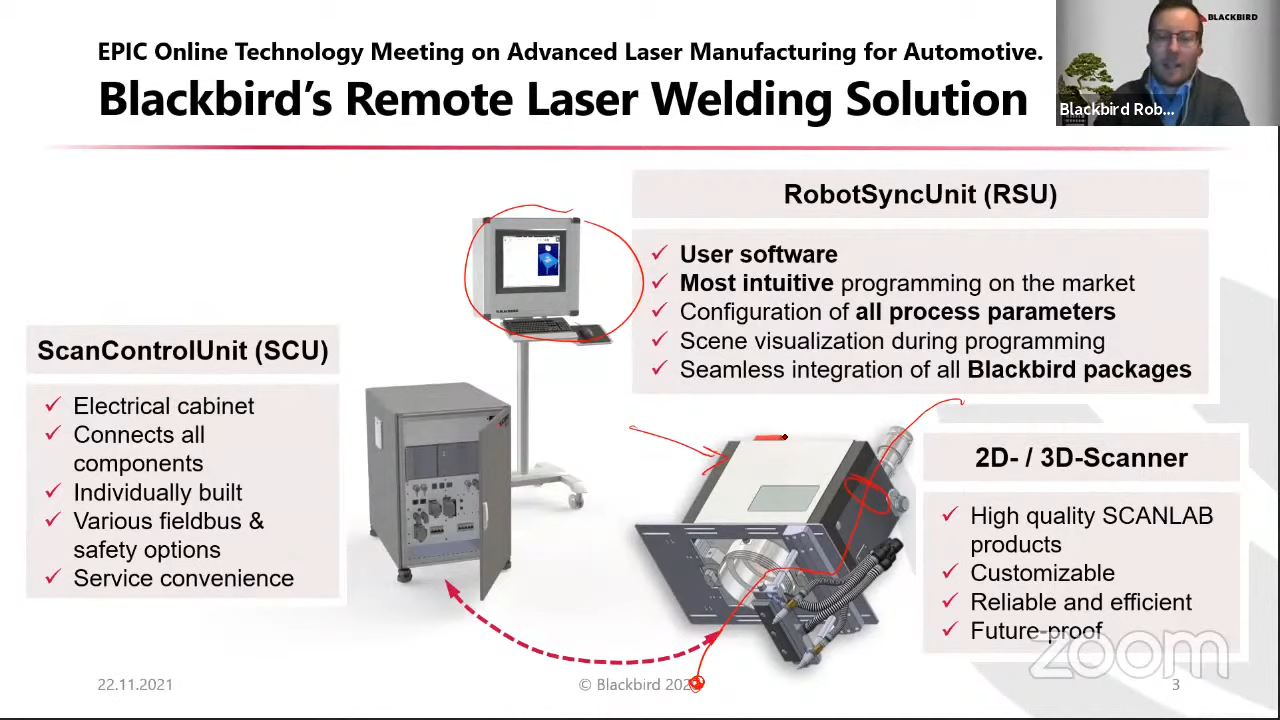 BLACKBIRD
EPIC Online Technology Meeting on Advanced Laser Manufacturing for Automotive.
Blackbird's Remote Laser Welding Solution
Blackbird Rob...
RobotSyncUnit (RSU)
✓ User software
✓ Most intuitive programming on the market
✓ Configuration of all process parameters
✓ Scene visualization during programming
✓ Seamless integration of all Blackbird packages
ScanControlUnit (SCU)
✓ Electrical cabinet
✓ Connects all
components
✓ Individually built
✓ Various fieldbus &
safety options
✓ Service convenience
2D- / 3D-Scanner
✓ High quality SCANLAB
products
✓ Customizable
✓ Reliable and efficient
✓ Future-proof
zoom
22.11.2021
© Blackbird
3